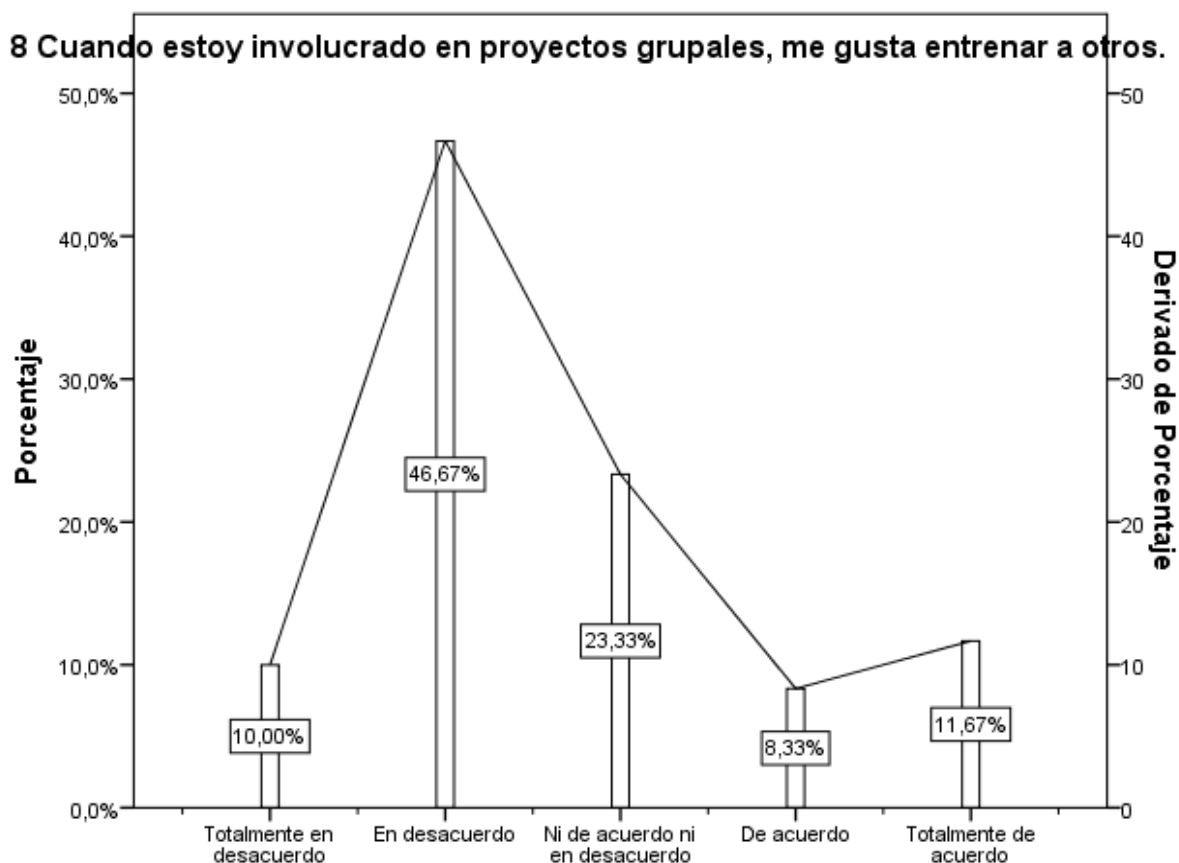 8 Cuando estoy involucrado en proyectos grupales, me gusta entrenar a otros.
50,0%
40,0%
30,0%
20,0%
10,0%
0,0%
Porcentaje
50
40
30
20
10
0
Derivado de Porcentaje
10,00%
46,67%
23,33%
8,33%
11,67%
Totalmente en
desacuerdo
En desacuerdo
Ni de acuerdo ni
en desacuerdo
De acuerdo
Totalmente de
acuerdo